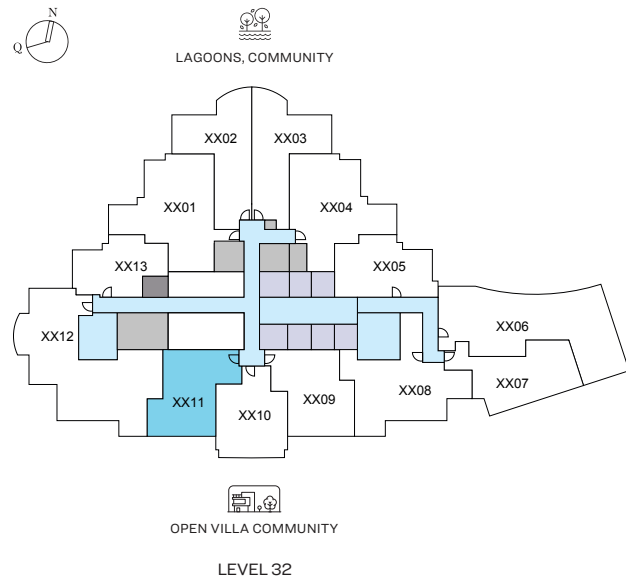 N
Q
LAGOONS, COMMUNITY
XX02
XX03
XX01
XX04
XX13
XX05
XX12
XX06
XX11
XX10
XX09
XX08
XX07
OPEN VILLA COMMUNITY
LEVEL 32